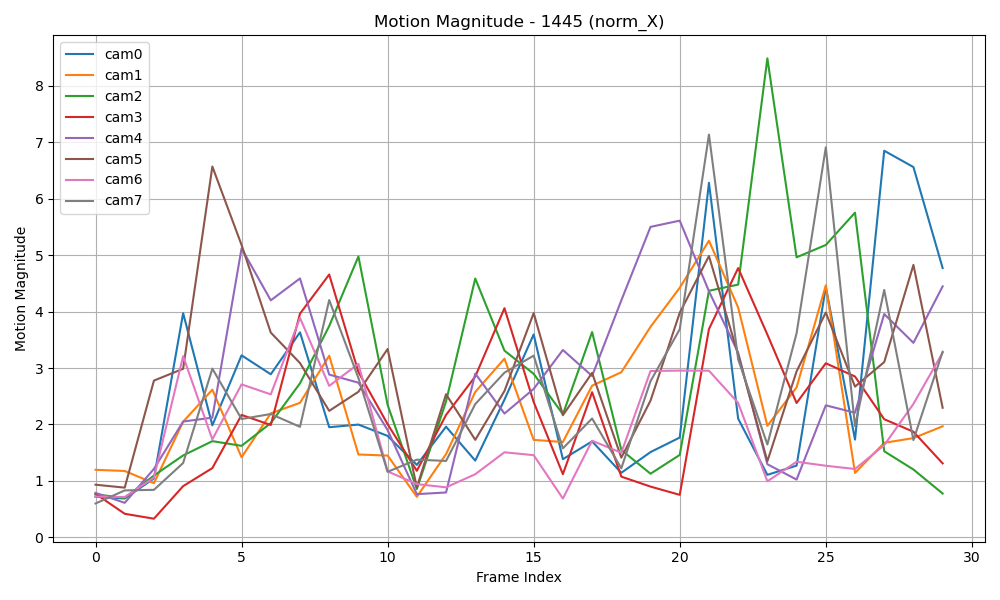 Motion Magnitude - 1445 (norm_X)
cam0
cam1
cam2
cam3
cam4
cam5
cam6
cam7
Motion Magnitude
8
7
6
5
4
3
2
1
0
0 5 10 15 20 25 30
Frame Index